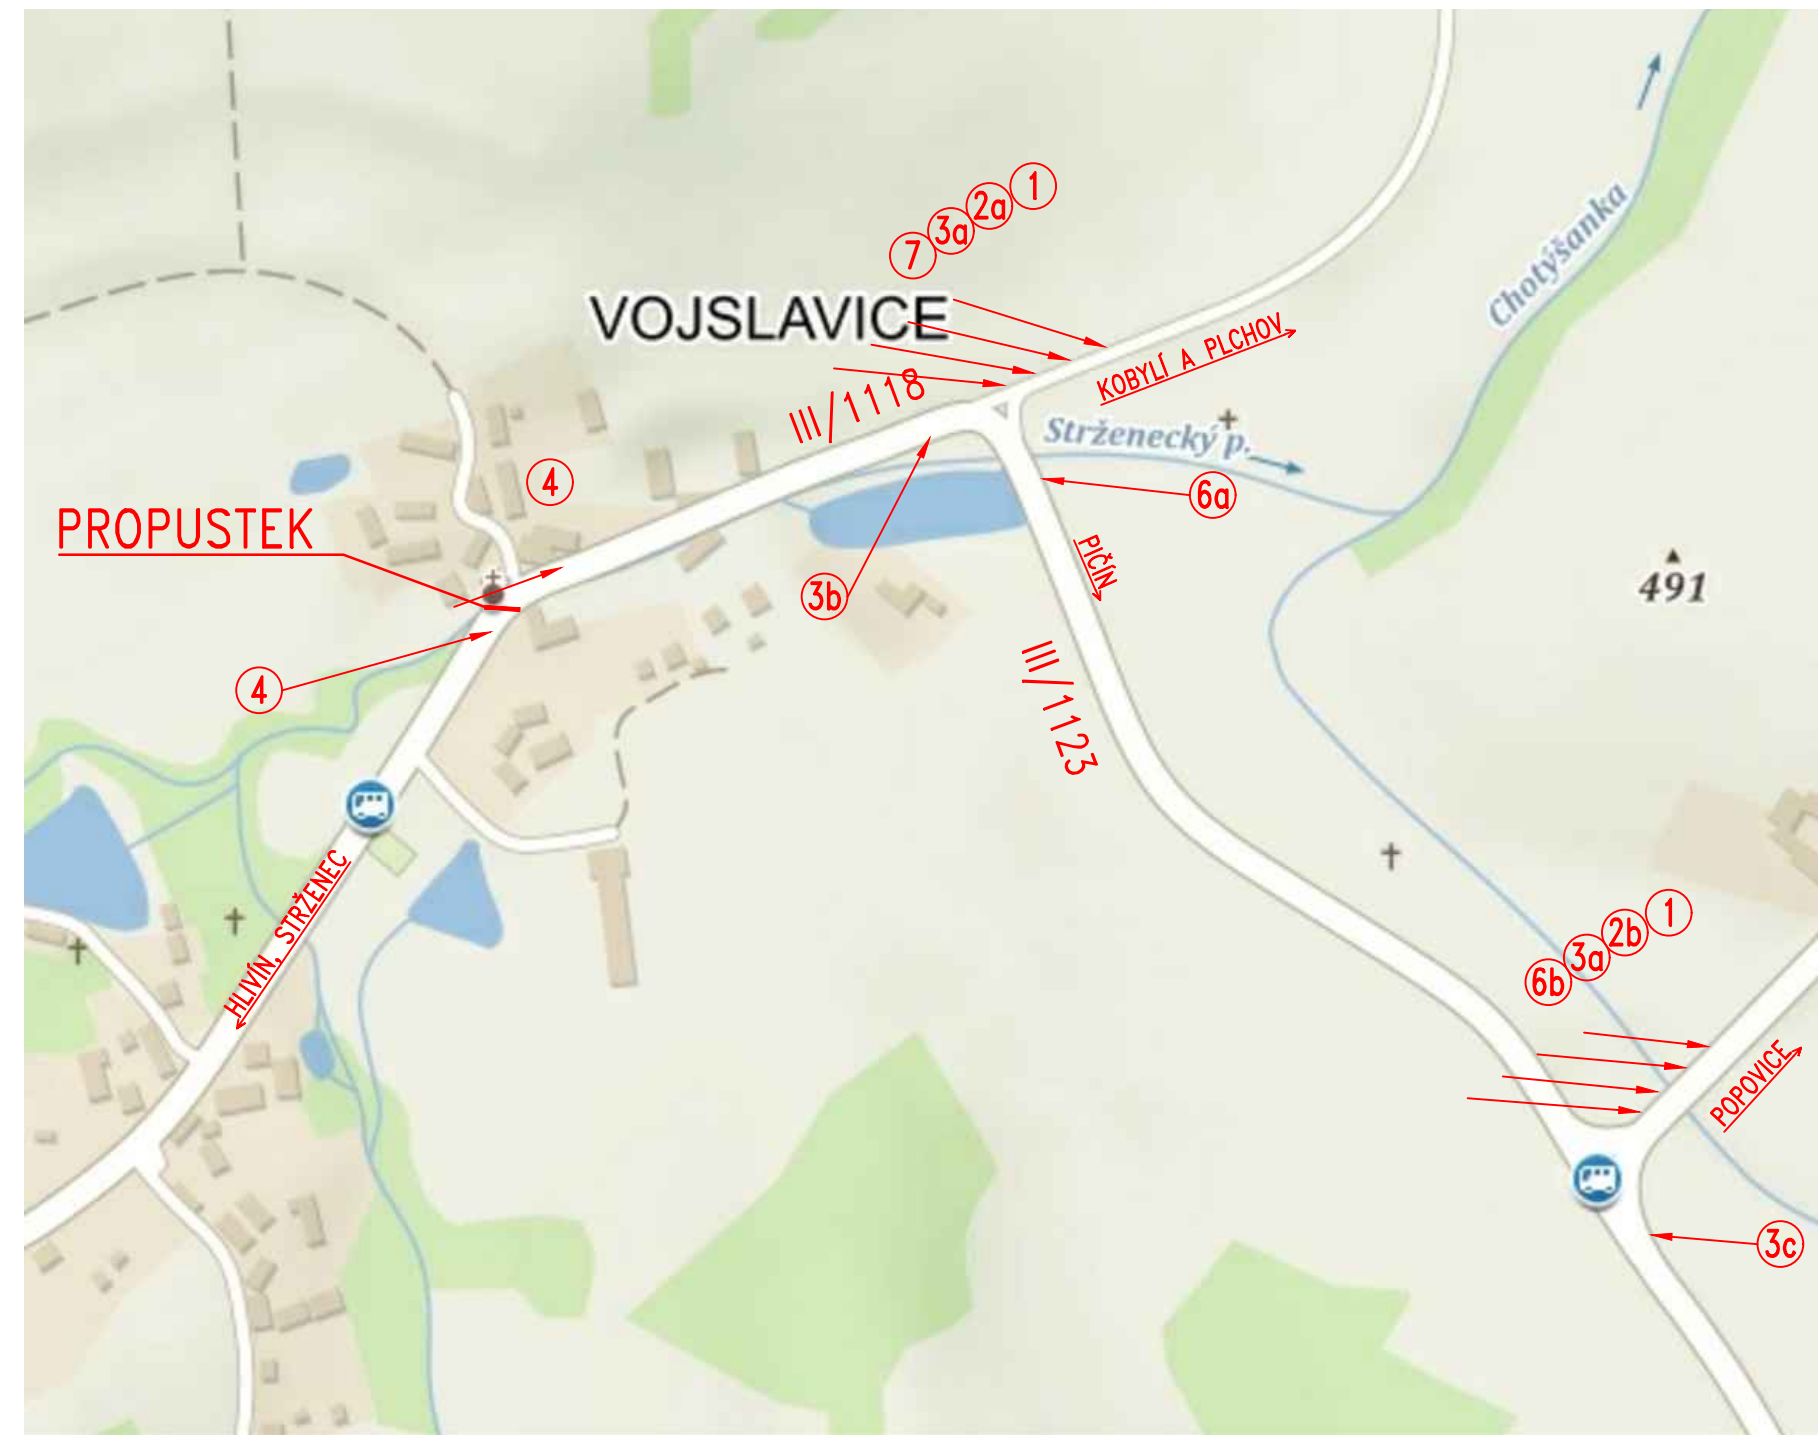 1
2a
3a
7
Chotýšanka
VOJSLAVICE
KOBYLÍ A PLCHOV
III/1118
Strženecký p.
4
6a
PROPUSTEK
PIČÍN
3b
491
4
III/1123
HLIVÍN, STRŽENEC
1
2b
3a
6b
POPOVICE
3c